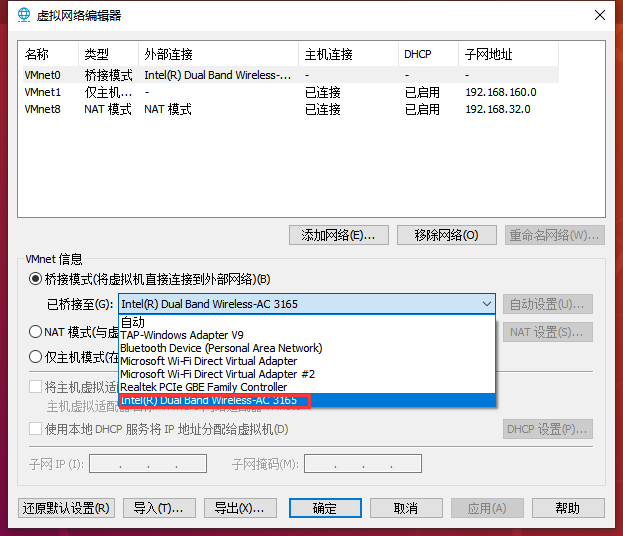 虚拟网络编辑器
名称 类型 外部连接 主机连接 DHCP 子网地址
VMnet0 桥接模式 Intel(R) Dual Band Wireless-... - - -
VMnet1 仅主机... - 已连接 已启用 192.168.160.0
VMnet8 NAT 模式 NAT 模式 已连接 已启用 192.168.32.0
添加网络(E)... 移除网络(O) 重命名网络(W)...
VMnet 信息
桥接模式(将虚拟机直接连接到外部网络)(B)
已桥接至(G): Intel(R) Dual Band Wireless-AC 3165 自动设置(U)...
自动
TAP-Windows Adapter V9
NAT 模式(与虚 Bluetooth Device (Personal Area Network) NAT 设置(S)...
Microsoft Wi-Fi Direct Virtual Adapter
仅主机模式(在 Microsoft Wi-Fi Direct Virtual Adapter #2
将主机虚拟适 Realtek PCIe GBE Family Controller
Intel(R) Dual Band Wireless-AC 3165
主机虚拟适配器
使用本地 DHCP 服务将 IP 地址分配给虚拟机(D) DHCP 设置(P)...
子网 IP (I): . . . 子网掩码(M): . . .
还原默认设置(R) 导入(T)... 导出(X)... 确定 取消 应用(A) 帮助